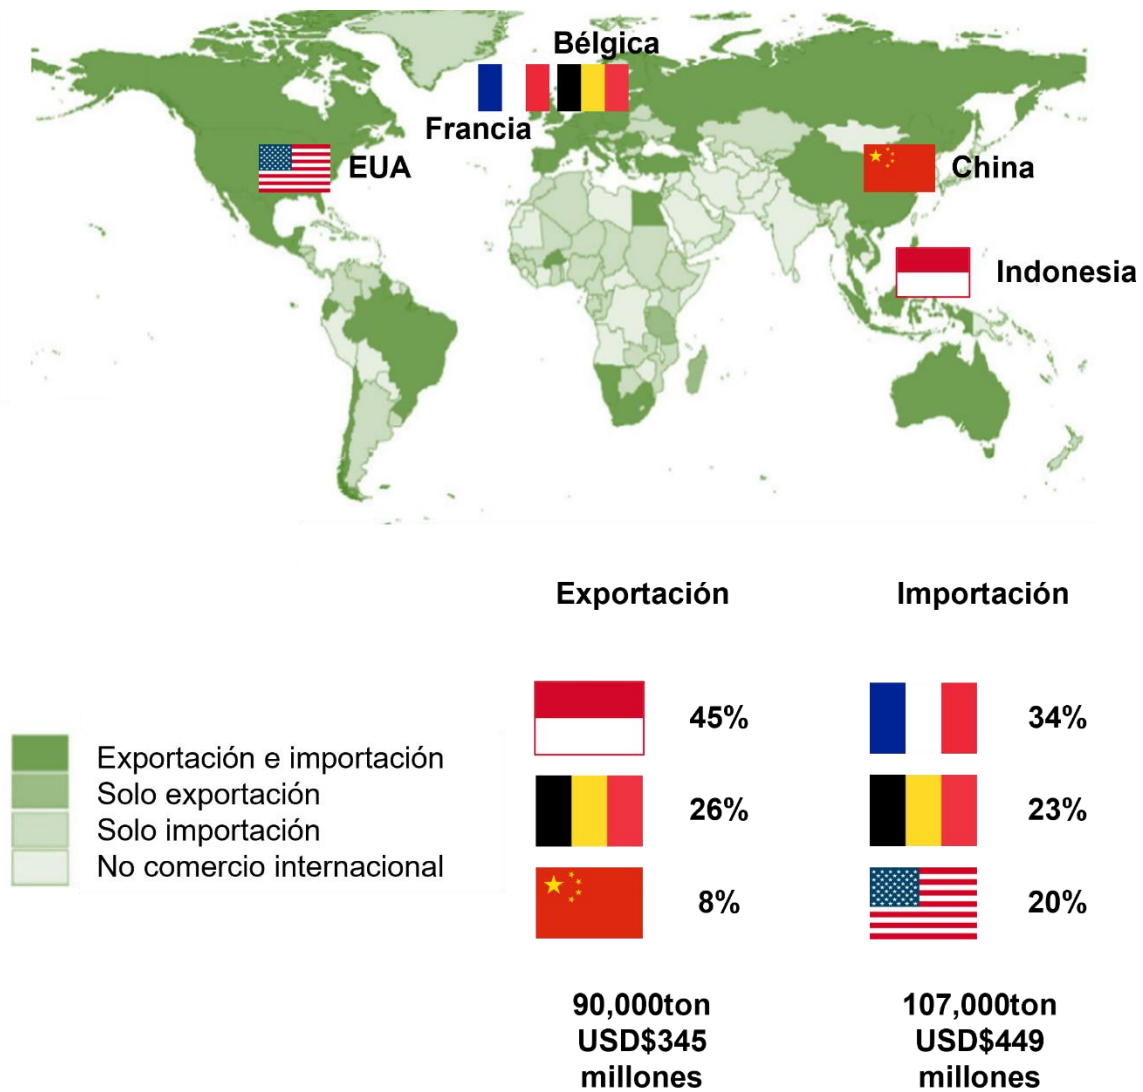 Bélgica
Francia
EUA
China
Indonesia
Exportación
Importación
45%
34%
Exportación e importación
Solo exportación
Solo importación
No comercio internacional
26%
23%
8%
20%
90,000ton
USD$345
millones
107,000ton
USD$449
millones